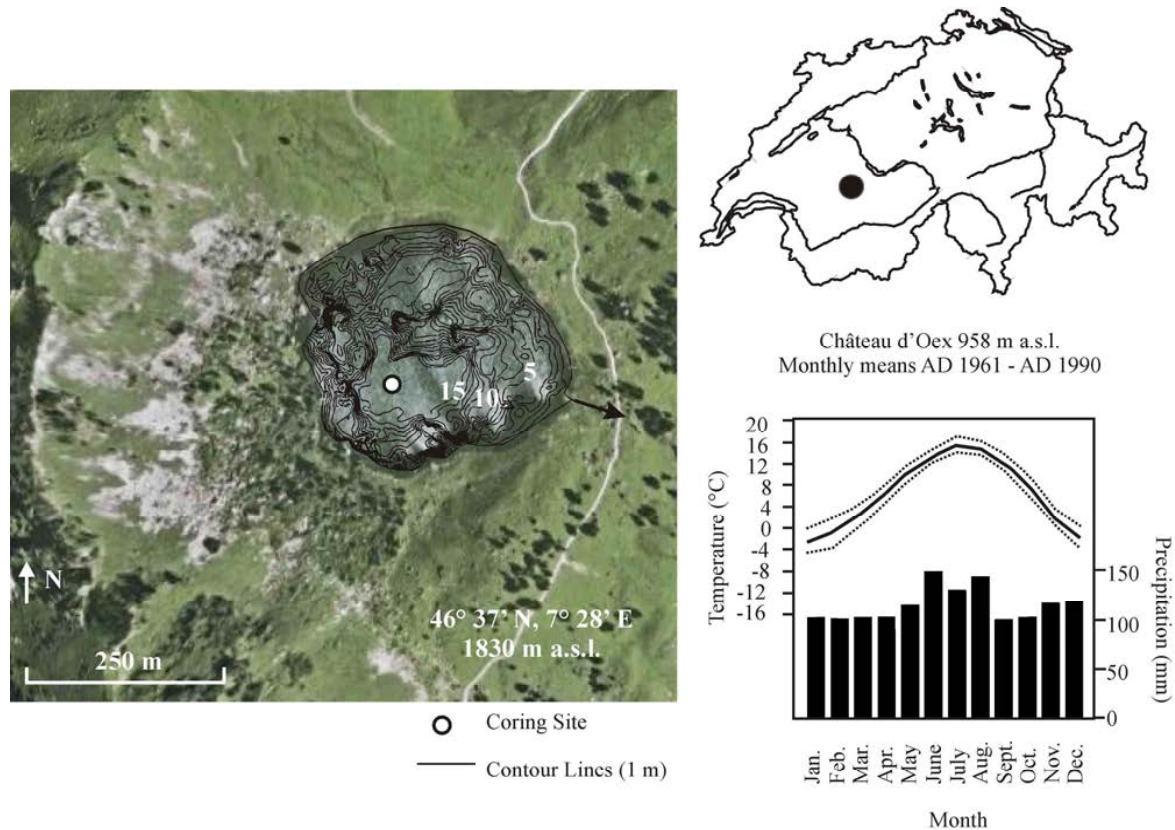 5
15
10
N
250 m
46° 37' N, 7° 28' E
1830 m a.s.l.
Coring Site
Contour Lines (1 m)
Château d'Oex 958 m a.s.l.
Monthly means AD 1961 - AD 1990
Temperature (°C)
20
16
12
8
4
0
-4
-8
-12
-16
Precipitation (mm)
150
100
50
0
Jan.
Feb.
Mar.
Apr.
May
June
July
Aug.
Sept.
Oct.
Nov.
Dec.
Month